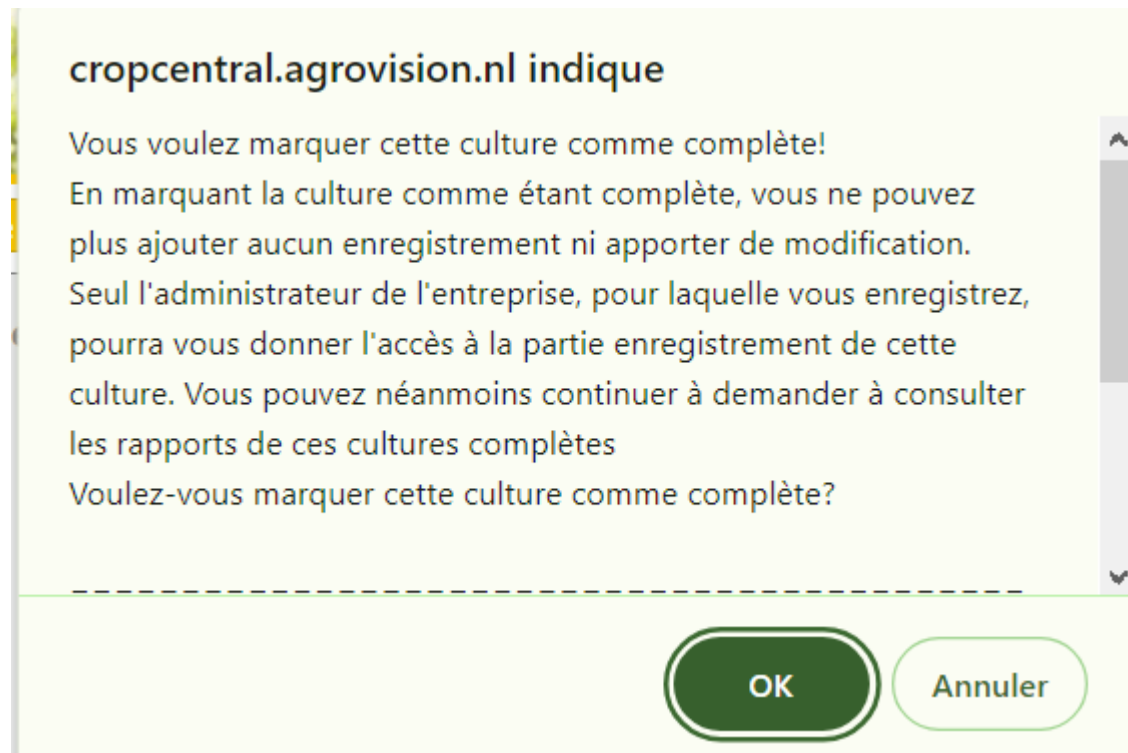 cropcentral.agrovision.nl indique
Vous voulez marquer cette culture comme complète!
En marquant la culture comme étant complète, vous ne pouvez
plus ajouter aucun enregistrement ni apporter de modification.
Seul l'administrateur de l'entreprise, pour laquelle vous enregistrez,
pourra vous donner l'accès à la partie enregistrement de cette
culture. Vous pouvez néanmoins continuer à demander à consulter
les rapports de ces cultures complètes
Voulez-vous marquer cette culture comme complète?
OK
Annuler